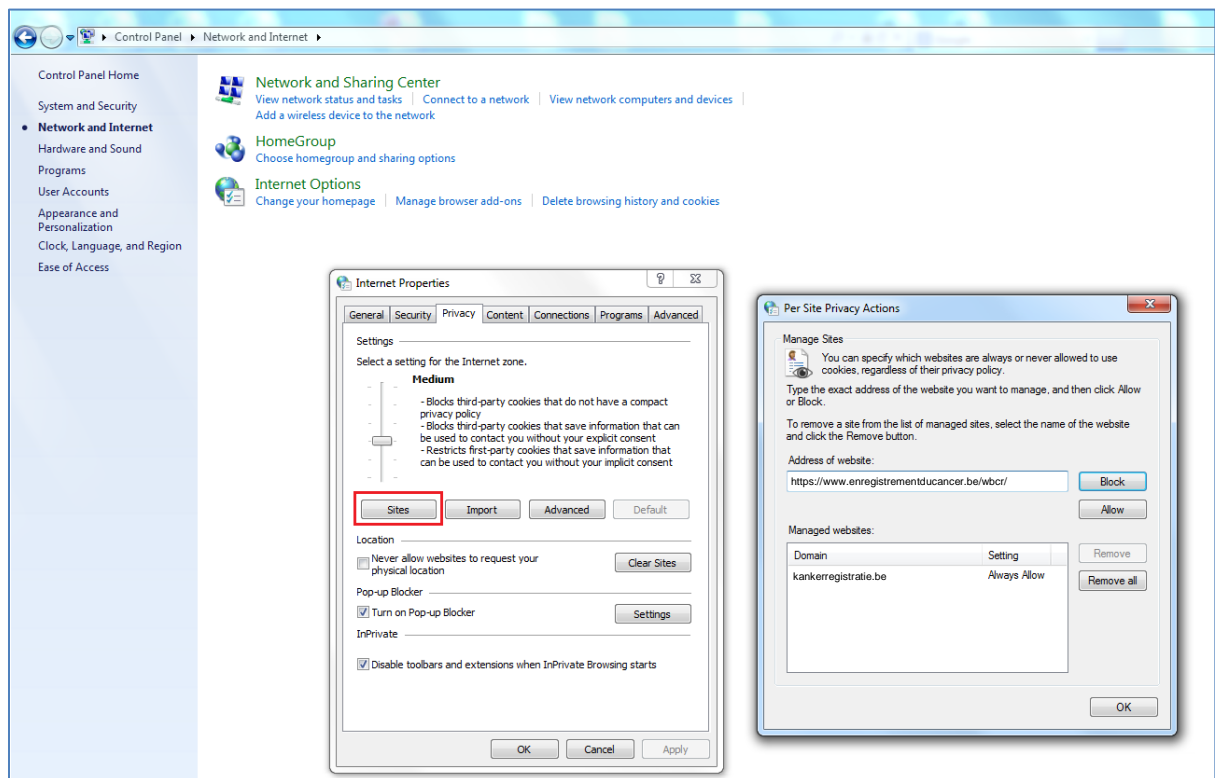 Control Panel Network and Internet
Control Panel Home
System and Security
Network and Internet
Hardware and Sound
Programs
User Accounts
Appearance and
Personalization
Clock, Language, and Region
Ease of Access
Network and Sharing Center
View network status and tasks Connect to a network View network computers and devices
Add a wireless device to the network
HomeGroup
Choose homegroup and sharing options
Internet Options
Change your homepage Manage browser add-ons Delete browsing history and cookies
Internet Properties
General Security Privacy Content Connections Programs Advanced
Settings
Select a setting for the Internet zone.
Medium
- Blocks third-party cookies that do not have a compact
privacy policy
- Blocks third-party cookies that save information that can
be used to contact you without your explicit consent
- Restricts first-party cookies that save information that
can be used to contact you without your implicit consent
Sites Import Advanced Default
Location
Never allow websites to request your
physical location
Clear Sites
Pop-up Blocker
Turn on Pop-up Blocker
Settings
InPrivate
Disable toolbars and extensions when InPrivate Browsing starts
OK Cancel Apply
Per Site Privacy Actions
Manage Sites
You can specify which websites are always or never allowed to use
cookies, regardless of their privacy policy.
Type the exact address of the website you want to manage, and then click Allow
or Block.
To remove a site from the list of managed sites, select the name of the website
and click the Remove button.
Address of website:
https://www.enregistrementducancer.be/wbcr/
Block
Allow
Managed websites:
Domain Setting
Remove
kankerregistratie.be Always Allow
Remove all
OK